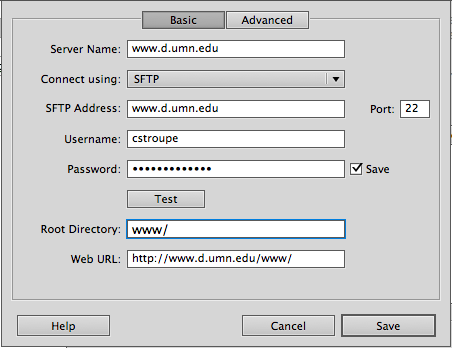 Basic Advanced
Server Name: www.d.umn.edu
Connect using: SFTP
SFTP Address: www.d.umn.edu Port: 22
Username: cstroupe
Password: ••••••••••••• Save
Test
Root Directory: www/
Web URL: http://www.d.umn.edu/www/
Help Cancel Save